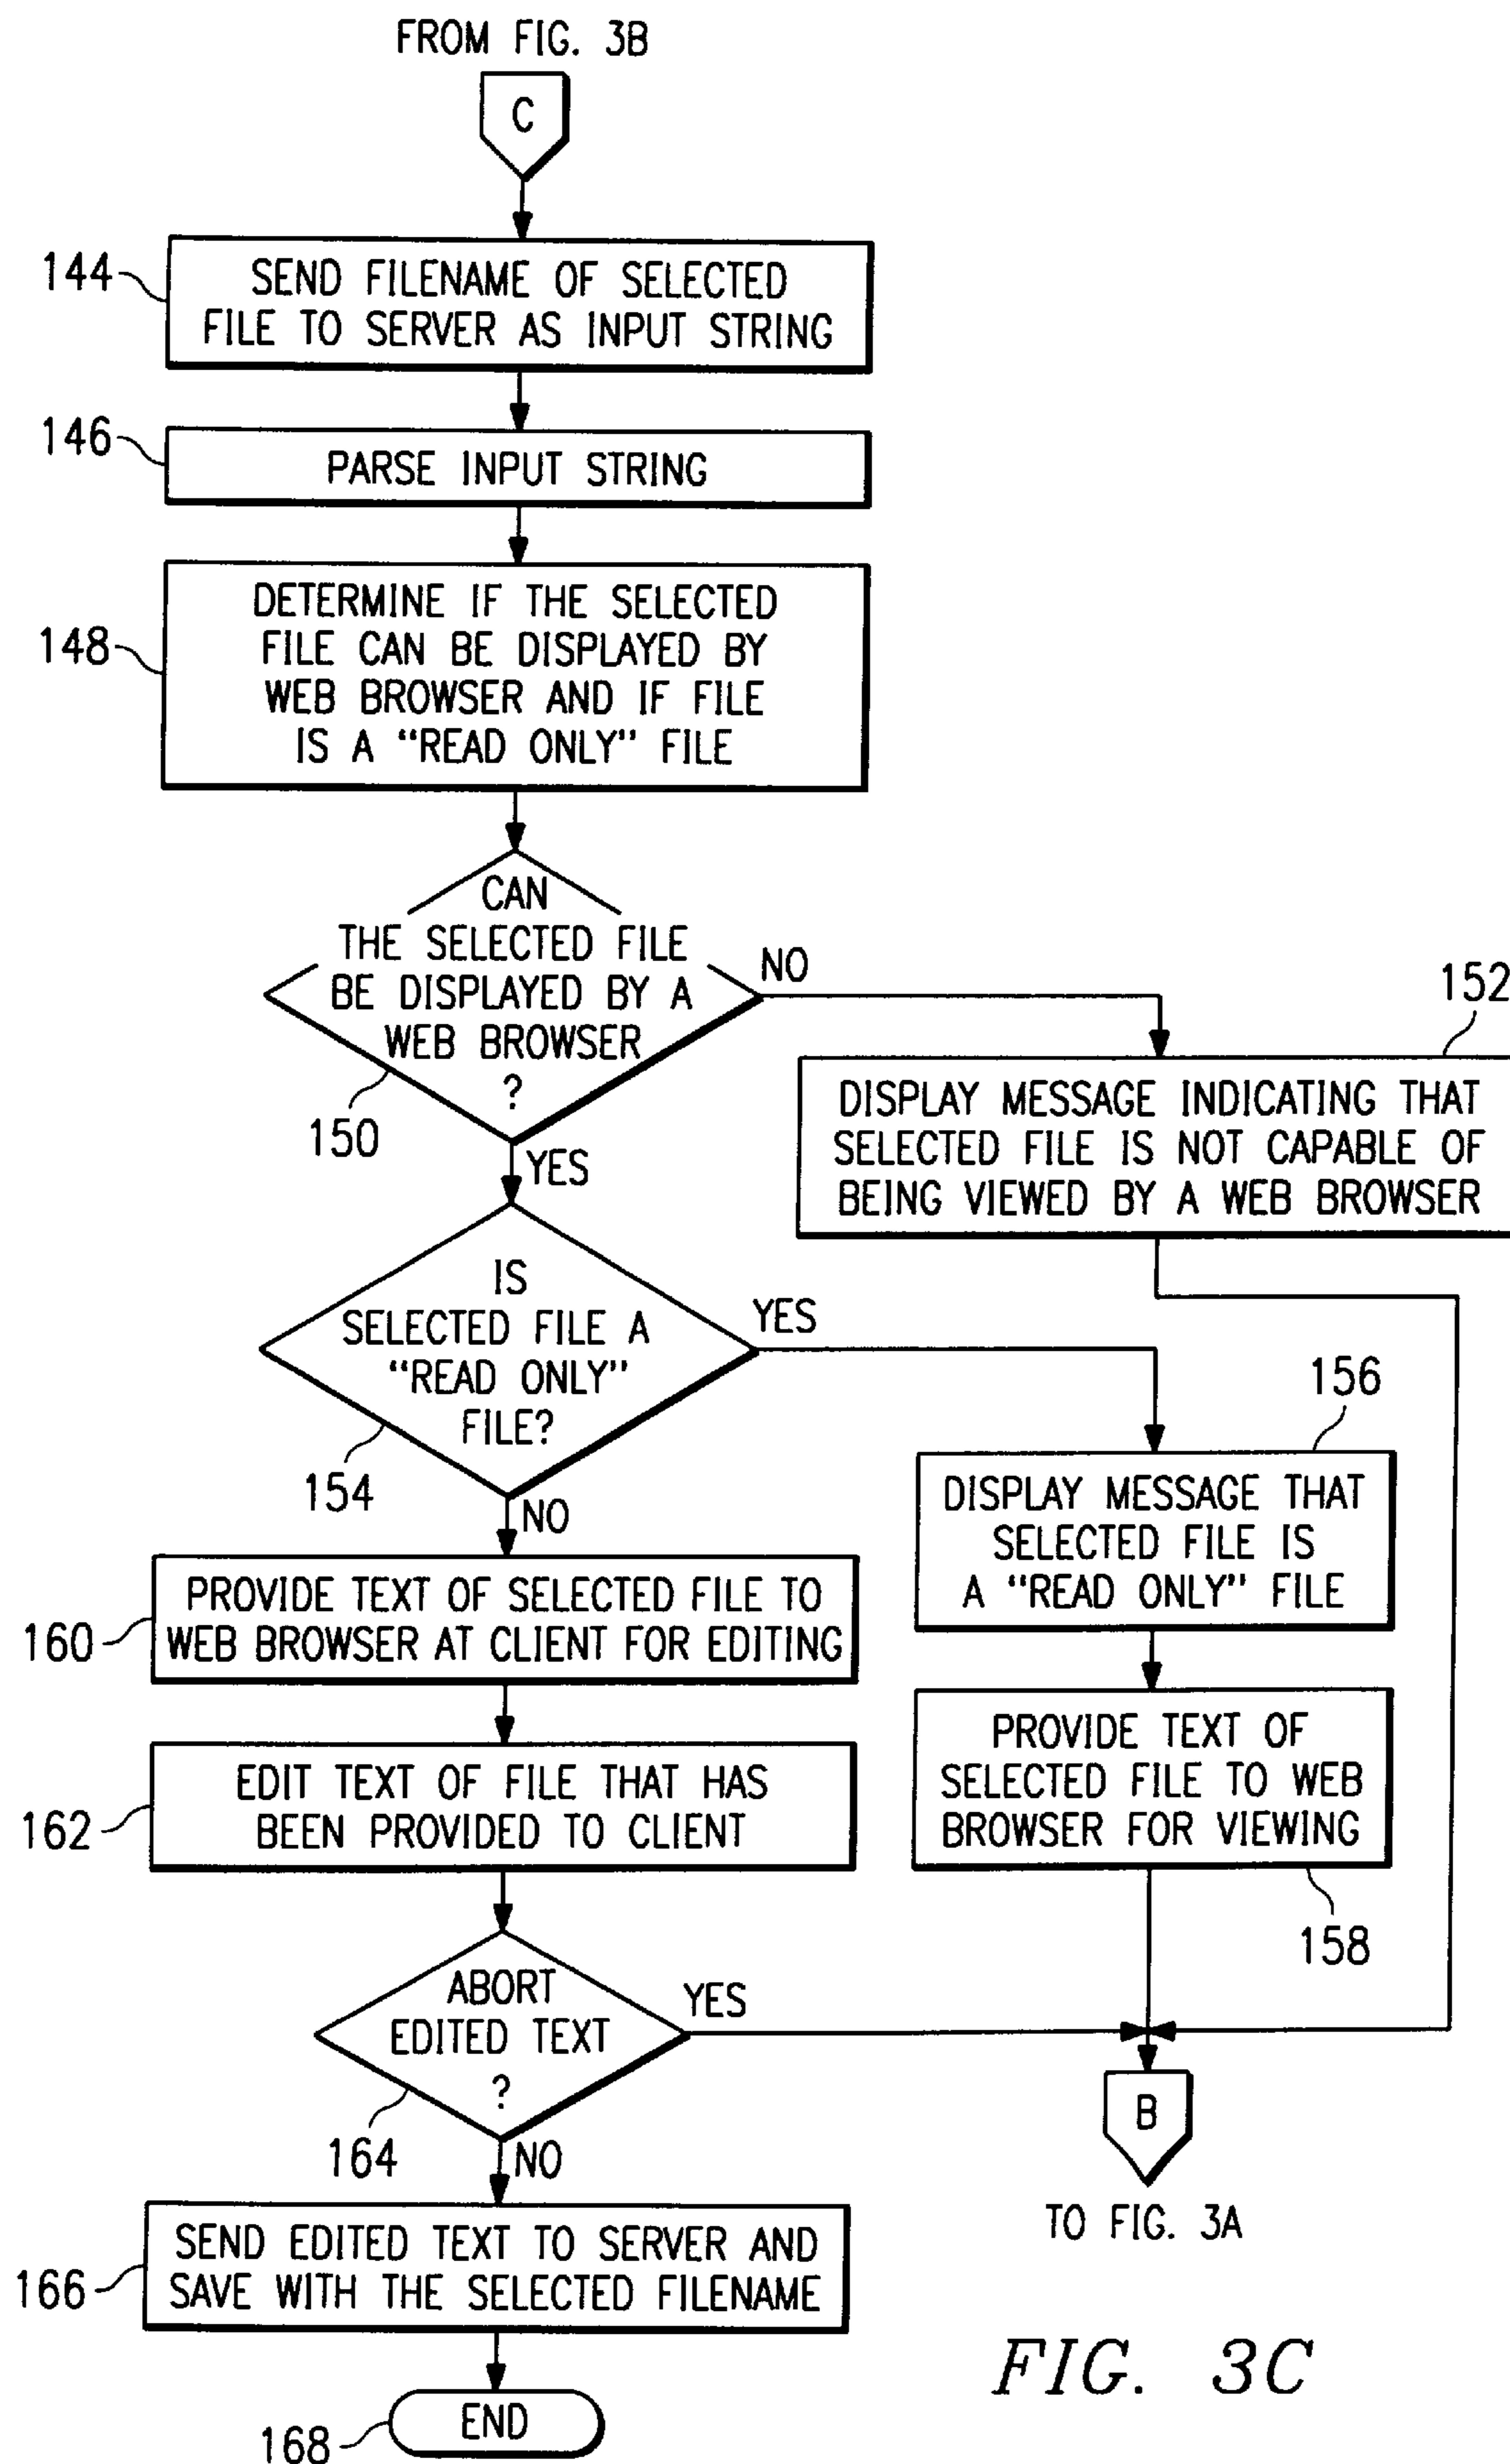 FROM FIG. 3B
C
144
SEND FILENAME OF SELECTED
FILE TO SERVER AS INPUT STRING
146
PARSE INPUT STRING
148
DETERMINE IF THE SELECTED
FILE CAN BE DISPLAYED BY
WEB BROWSER AND IF FILE
IS A “READ ONLY” FILE
CAN
THE SELECTED FILE
BE DISPLAYED BY A
WEB BROWSER
?
150
NO
YES
152
DISPLAY MESSAGE INDICATING THAT
SELECTED FILE IS NOT CAPABLE OF
BEING VIEWED BY A WEB BROWSER
IS
SELECTED FILE A
“READ ONLY”
FILE?
154
YES
NO
156
DISPLAY MESSAGE THAT
SELECTED FILE IS
A “READ ONLY” FILE
160
PROVIDE TEXT OF SELECTED FILE TO
WEB BROWSER AT CLIENT FOR EDITING
PROVIDE TEXT OF
SELECTED FILE TO WEB
BROWSER FOR VIEWING
158
162
EDIT TEXT OF FILE THAT HAS
BEEN PROVIDED TO CLIENT
ABORT
EDITED TEXT
?
164
YES
NO
B
TO FIG. 3A
166
SEND EDITED TEXT TO SERVER AND
SAVE WITH THE SELECTED FILENAME
168
END
FIG. 3C